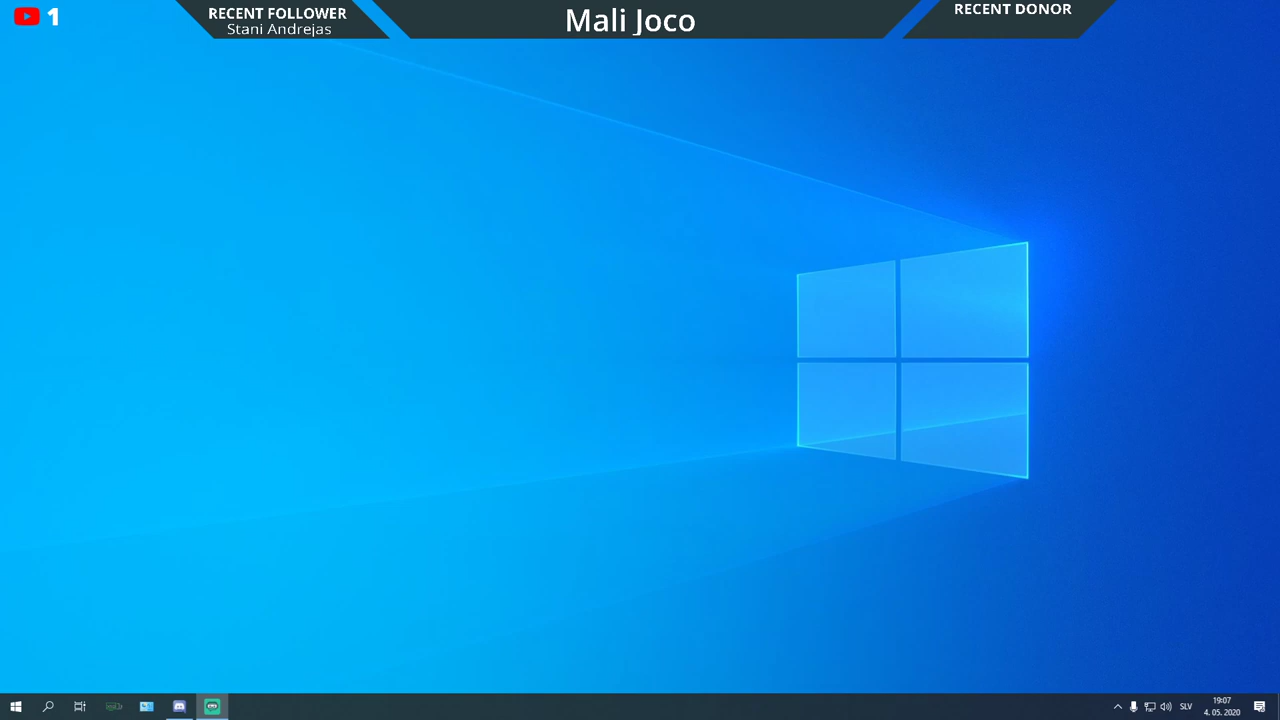 1
RECENT FOLLOWER
Stani Andrejas
Mali Joco
RECENT DONOR
SLV
19:07
4. 05. 2020